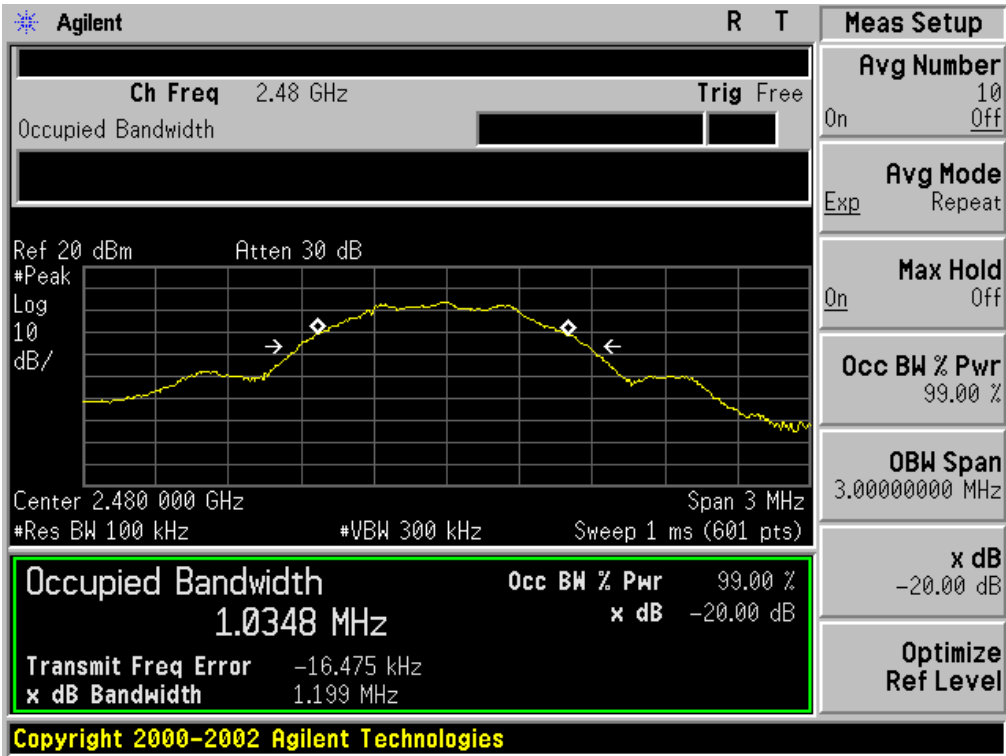 Agilent R T
Ch Freq 2.48 GHz Trig Free
Occupied Bandwidth
Ref 20 dBm Atten 30 dB
#Peak
Log
10
dB/
Center 2.480 000 GHz Span 3 MHz
#Res BW 100 kHz #VBW 300 kHz Sweep 1 ms (601 pts)
Occupied Bandwidth Occ BW % Pwr 99.00 %
1.0348 MHz x dB -20.00 dB
Transmit Freq Error -16.475 kHz
x dB Bandwidth 1.199 MHz
Copyright 2000-2002 Agilent Technologies
Meas Setup
Avg Number
10
On Off
Avg Mode
Exp Repeat
Max Hold
On Off
Occ BW % Pwr
99.00 %
OBW Span
3.00000000 MHz
x dB
-20.00 dB
Optimize
Ref Level